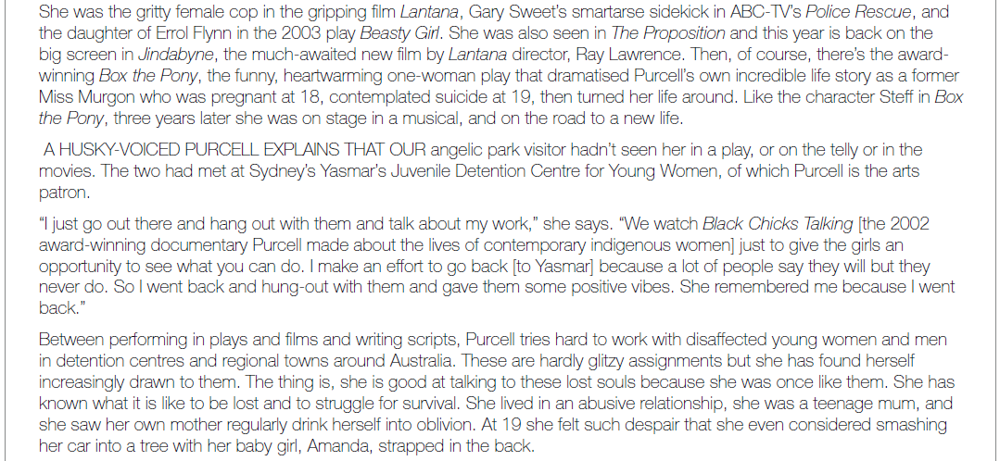 She was the gritty female cop in the gripping film Lantana, Gary Sweet's smartarse sidekick in ABC-TV's Police Rescue, and
the daughter of Errol Flynn in the 2003 play Beasty Girl. She was also seen in The Proposition and this year is back on the
big screen in Jindabyne, the much-awaited new film by Lantana director, Ray Lawrence. Then, of course, there's the award-
winning Box the Pony, the funny, heartwarming one-woman play that dramatised Purcell's own incredible life story as a former
Miss Murgon who was pregnant at 18, contemplated suicide at 19, then turned her life around. Like the character Steff in Box
the Pony, three years later she was on stage in a musical, and on the road to a new life.
A HUSKY-VOICED PURCELL EXPLAINS THAT OUR angelic park visitor hadn't seen her in a play, or on the telly or in the
movies. The two had met at Sydney's Yasmar's Juvenile Detention Centre for Young Women, of which Purcell is the arts
patron.
"I just go out there and hang out with them and talk about my work," she says. "We watch Black Chicks Talking [the 2002
award-winning documentary Purcell made about the lives of contemporary indigenous women] just to give the girls an
opportunity to see what you can do. I make an effort to go back [to Yasmar] because a lot of people say they will but they
never do. So I went back and hung-out with them and gave them some positive vibes. She remembered me because I went
back."
Between performing in plays and films and writing scripts, Purcell tries hard to work with disaffected young women and men
in detention centres and regional towns around Australia. These are hardly glitzy assignments but she has found herself
increasingly drawn to them. The thing is, she is good at talking to these lost souls because she was once like them. She has
known what it is like to be lost and to struggle for survival. She lived in an abusive relationship, she was a teenage mum, and
she saw her own mother regularly drink herself into oblivion. At 19 she felt such despair that she even considered smashing
her car into a tree with her baby girl, Amanda, strapped in the back.